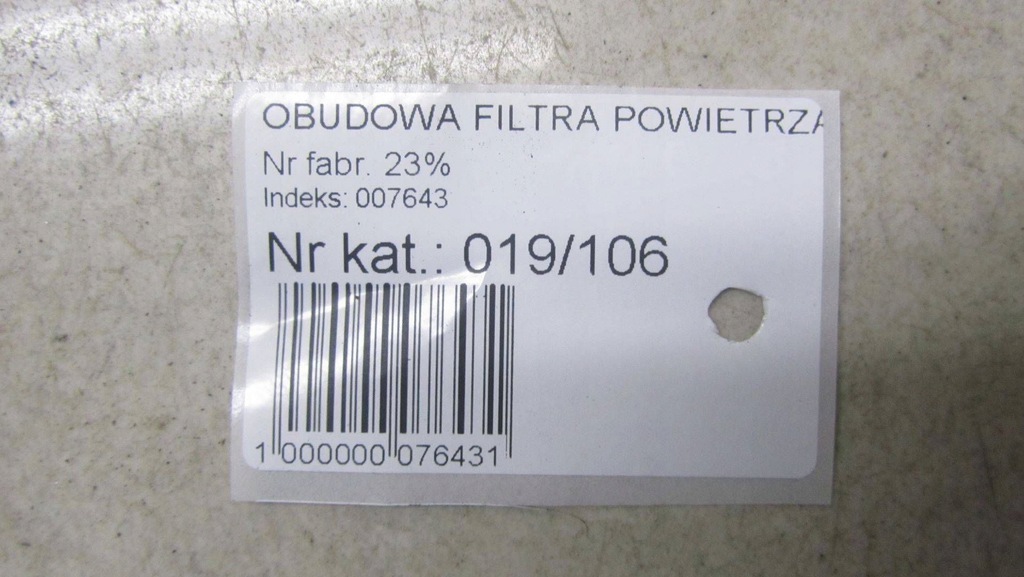 OBUDOWA FILTRA POWIETRZA
Nr fabr. 23%
Indeks: 007643
Nr kat.: 019/106
1 000000 076431